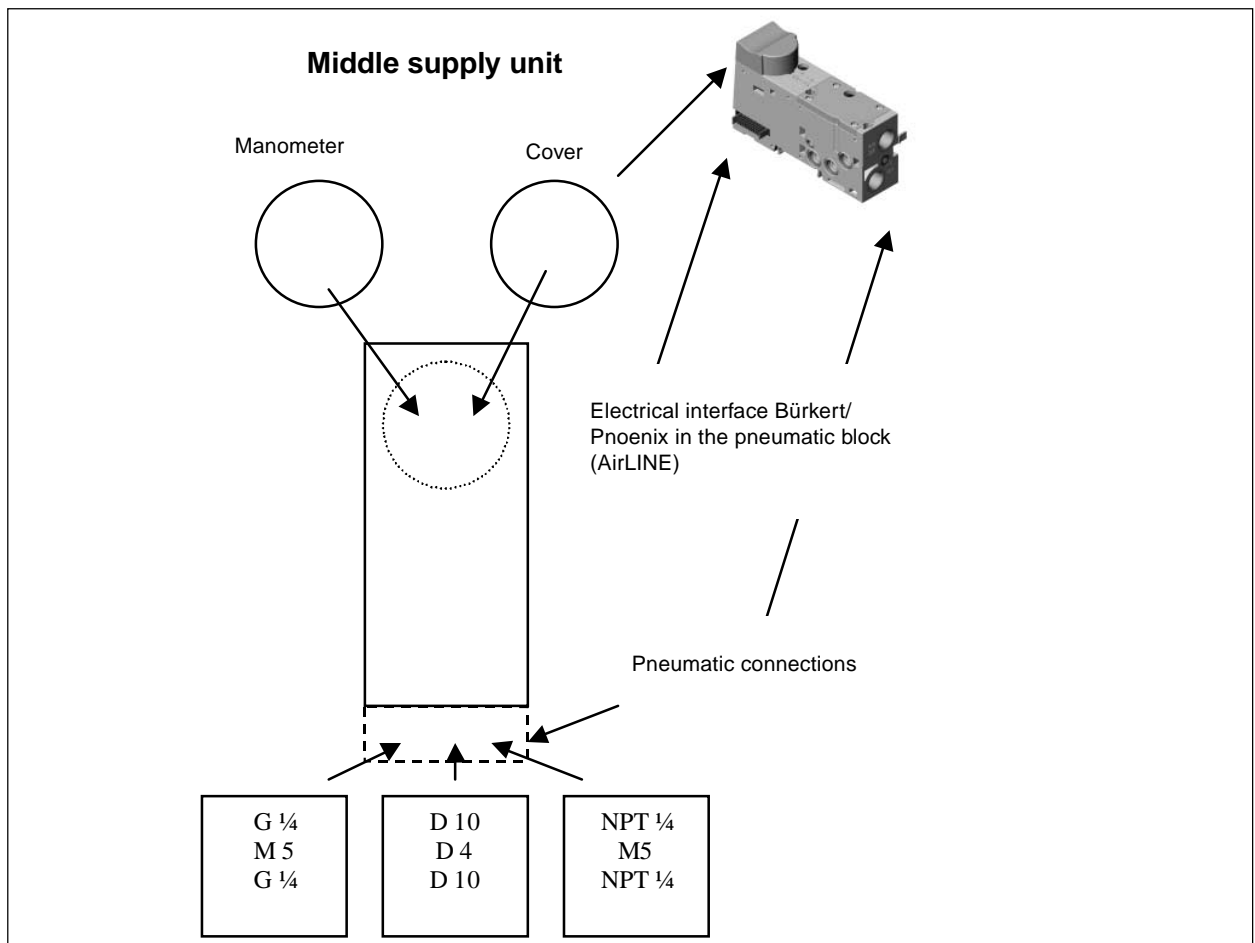 Middle supply unit
Manometer
Cover
Electrical interface Bürkert/
Pnoenix in the pneumatic block
(AirLINE)
Pneumatic connections
G ¼
M 5
G ¼
D 10
D 4
D 10
NPT ¼
M5
NPT ¼